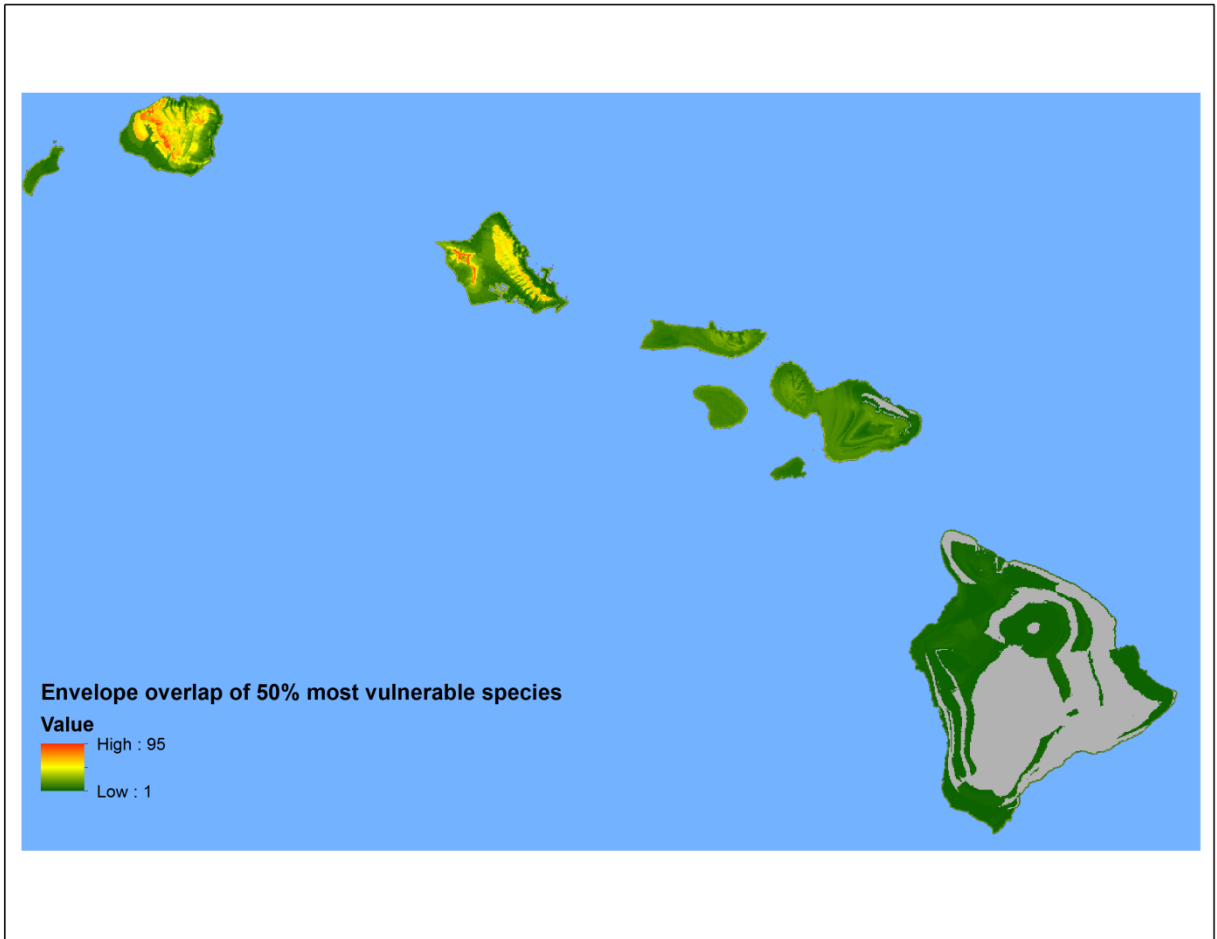 Envelope overlap of 50% most vulnerable species
Value
High : 95
Low : 1